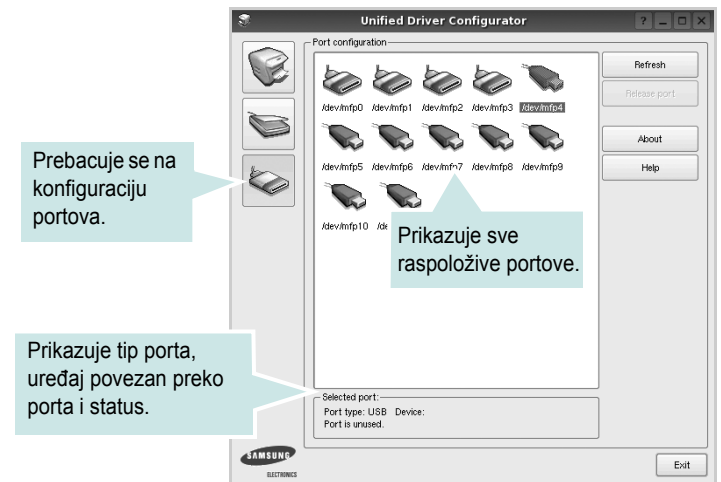 Unified Driver Configurator
Port configuration
/dev/mfp0 /dev/mfp1 /dev/mfp2 /dev/mfp3 /dev/mfp4
/dev/mfp5 /dev/mfp6 /dev/mfp7 /dev/mfp8 /dev/mfp9
/dev/mfp10
Refresh
Release port
About
Help
Prebacuje se na
konfiguraciju
portova.
Prikazuje sve
raspoložive portove.
Prikazuje tip porta,
uređaj povezan preko
porta i status.
Selected port:
Port type: USB Device:
Port is unused.
SAMSUNG
ELECTRONICS
Exit